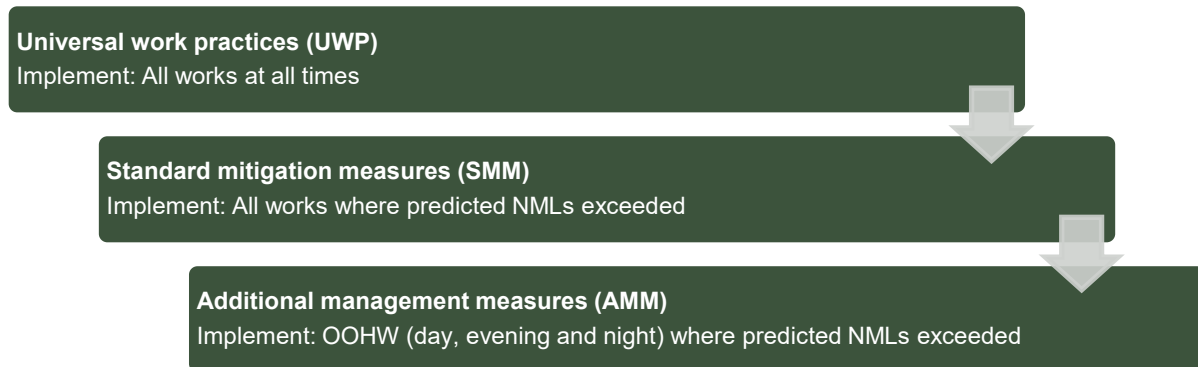 Universal work practices (UWP)
Implement: All works at all times
Standard mitigation measures (SMM)
Implement: All works where predicted NMLs exceeded
Additional management measures (AMM)
Implement: OOHW (day, evening and night) where predicted NMLs exceeded